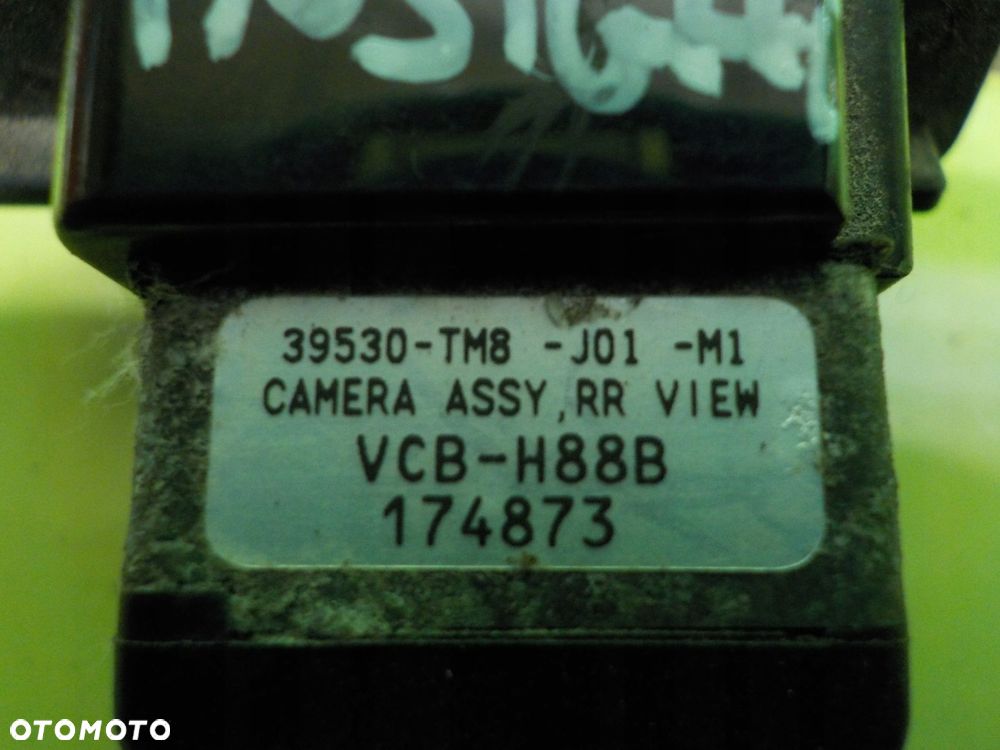 39530-TM8 -J01 -M1
CAMERA ASSY, RR VIEW
VCB-H88B
174873
OTOMOTO